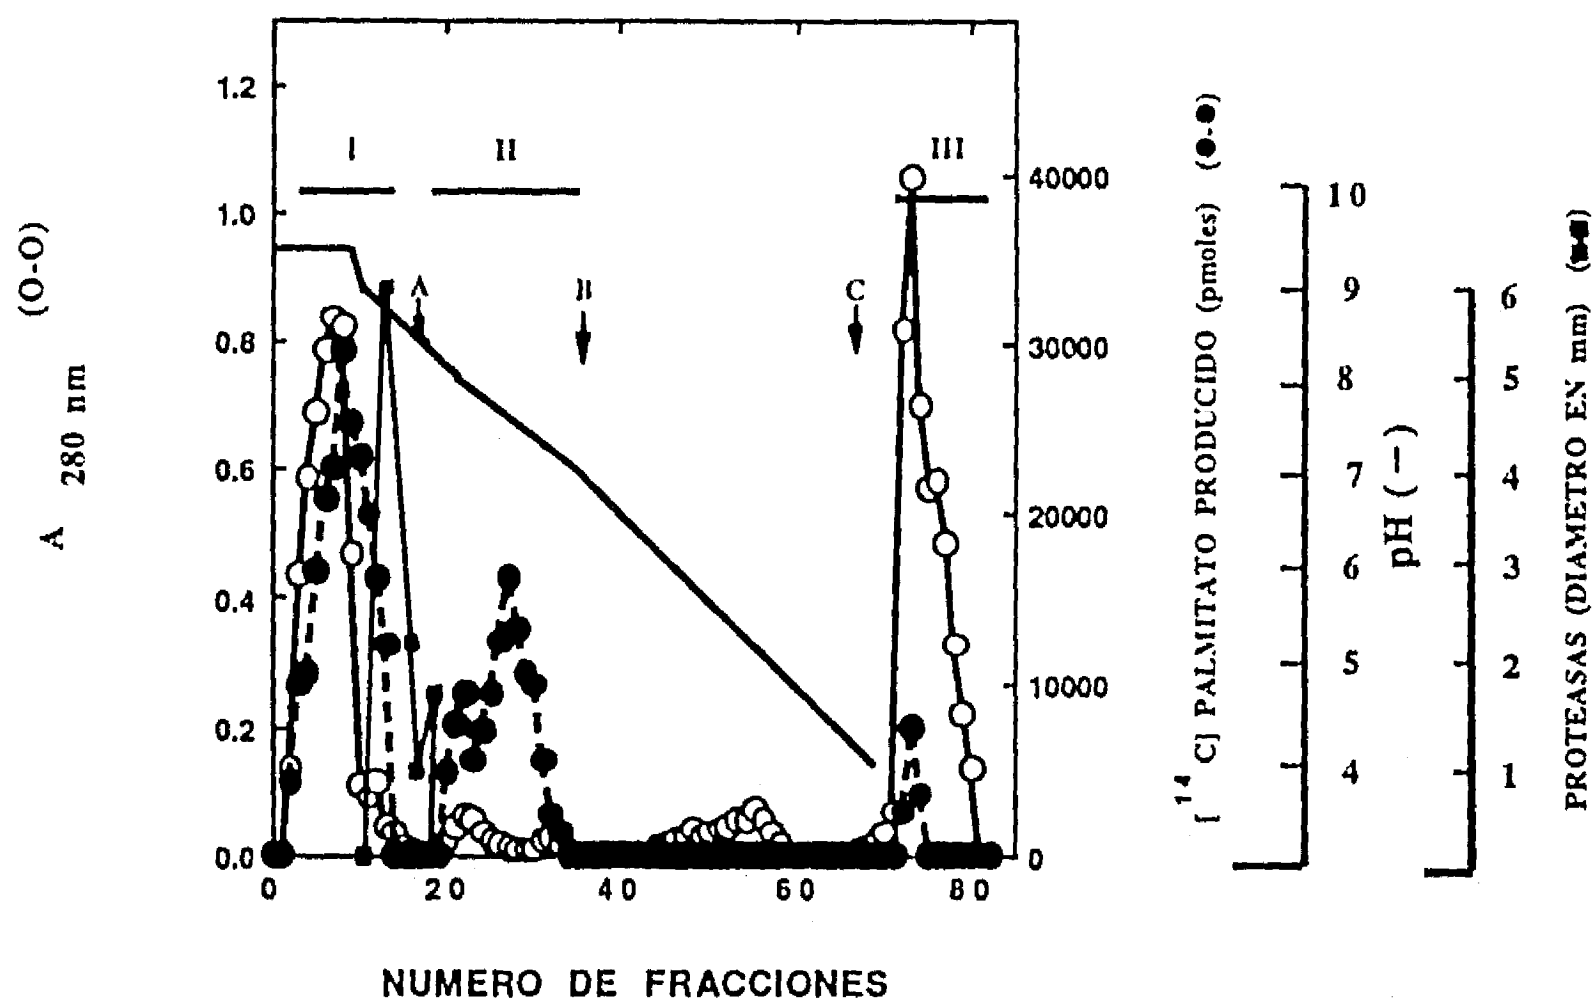 A 280 nm (O-O)
1.2
1.0
0.8
0.6
0.4
0.2
0.0
I
II
III
A
B
C
0
20
40
60
80
NUMERO DE FRACCIONES
40000
30000
20000
10000
0
[14 C] PALMITATO PRODUCIDO (pmoles) (●-●)
10
9
8
7
6
5
4
pH (—)
6
5
4
3
2
1
PROTEASAS (DIAMETRO EN mm) (■-■)